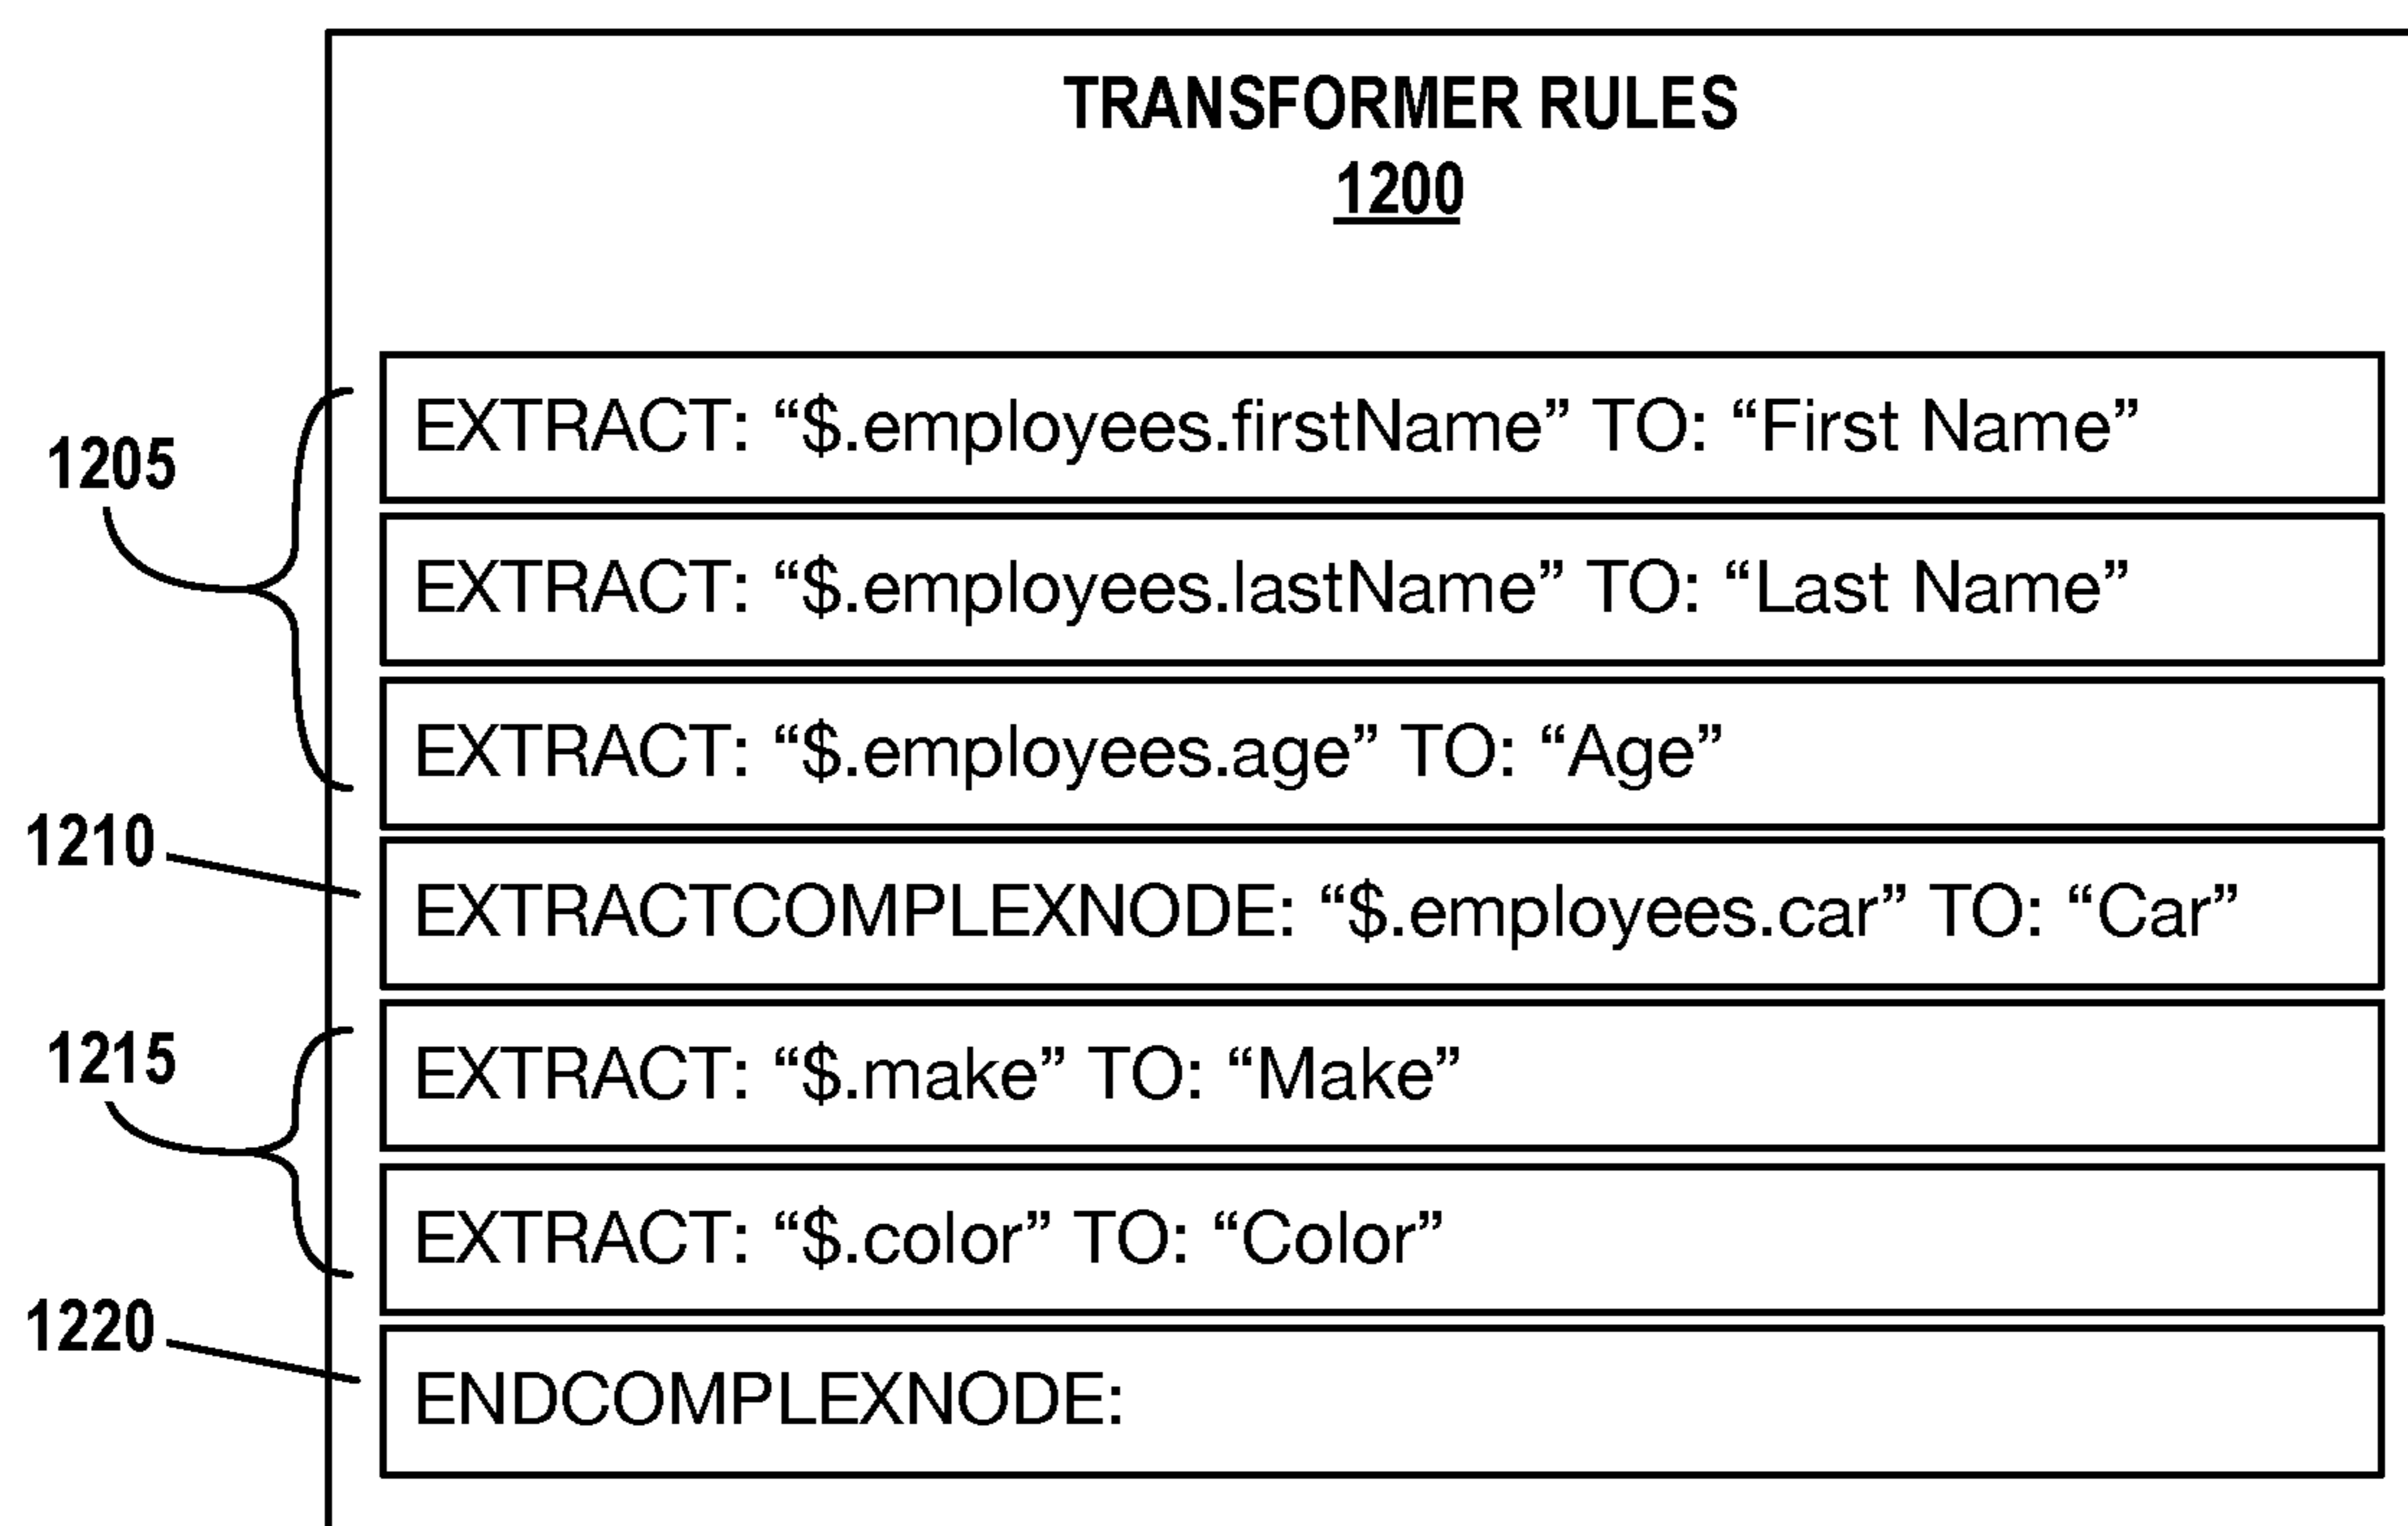 TRANSFORMER RULES
1200
1205
EXTRACT: “$.employees.firstName” TO: “First Name”
EXTRACT: “$.employees.lastName” TO: “Last Name”
EXTRACT: “$.employees.age” TO: “Age”
1210
EXTRACTCOMPLEXNODE: “$.employees.car” TO: “Car”
1215
EXTRACT: “$.make” TO: “Make”
EXTRACT: “$.color” TO: “Color”
1220
ENDCOMPLEXNODE: